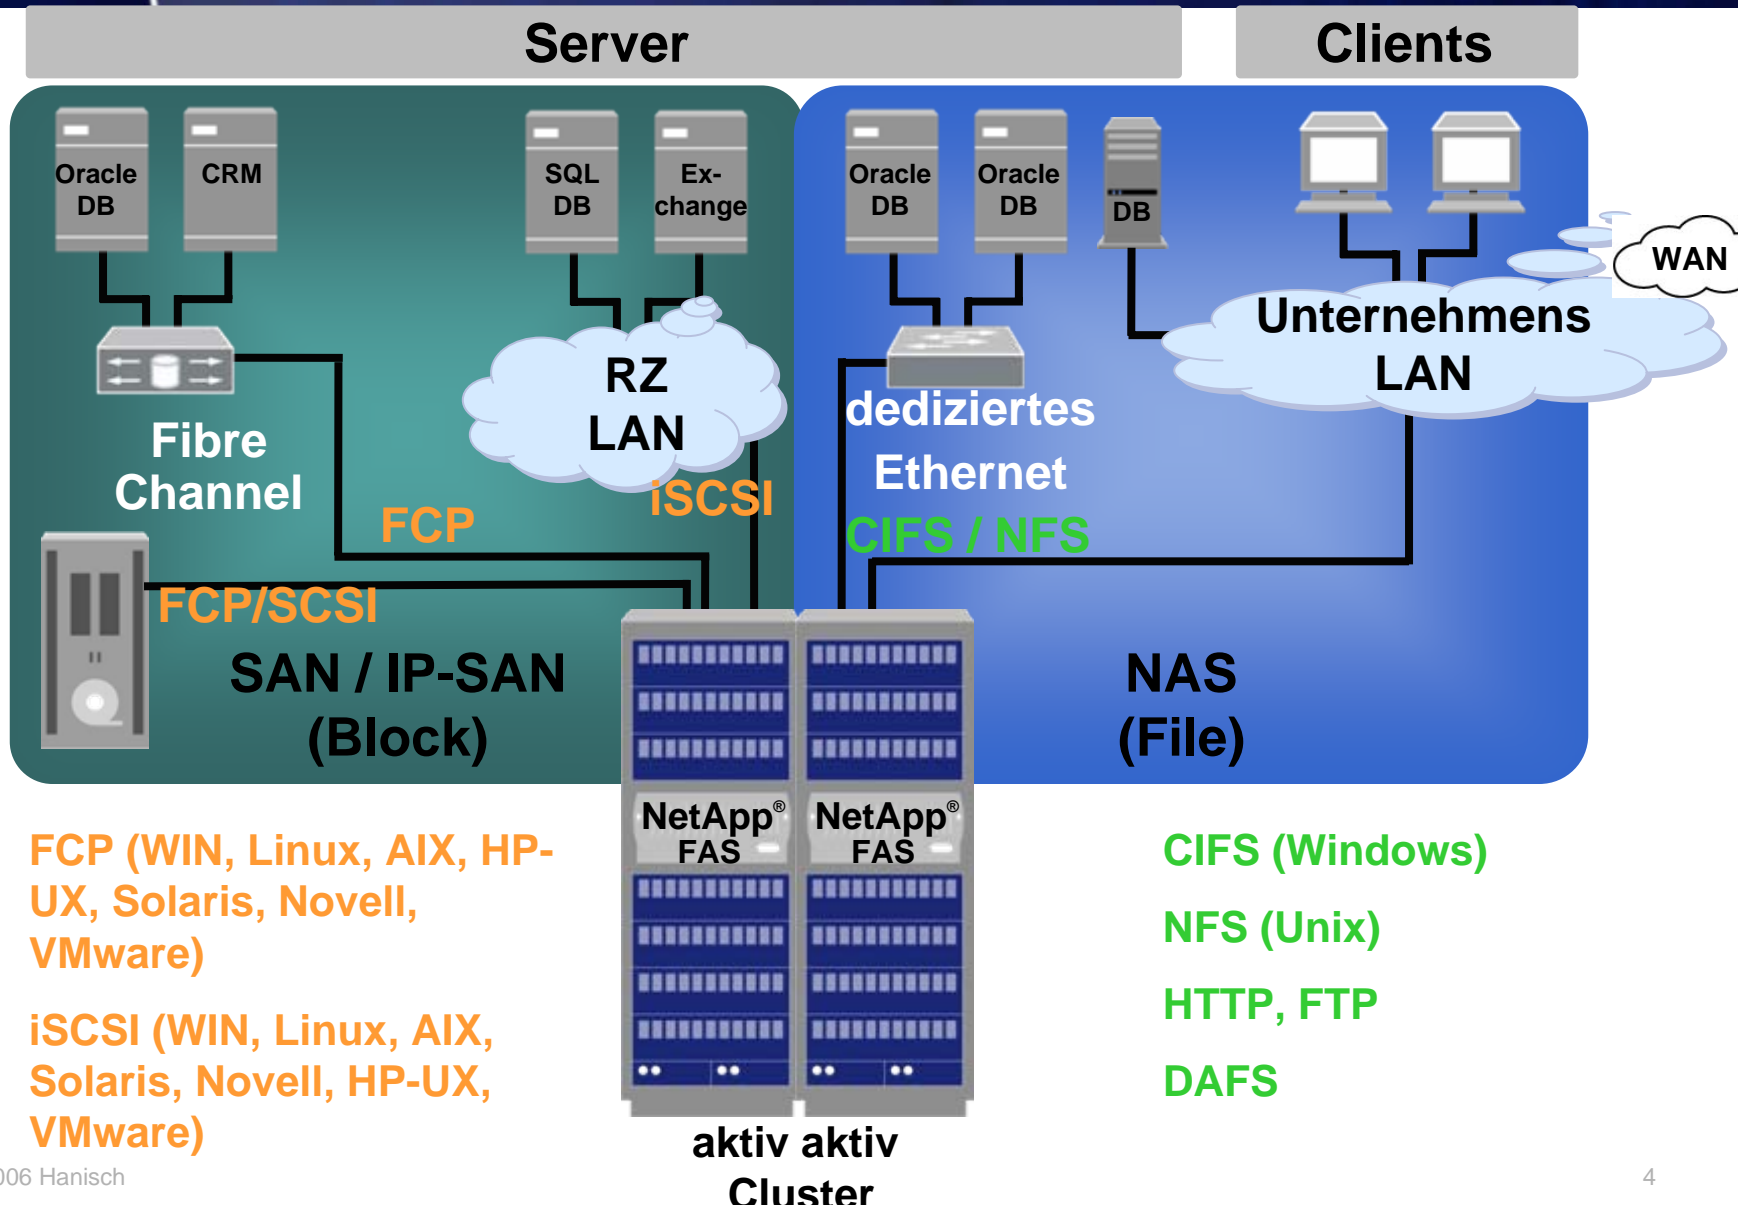 Server
Clients
Oracle
DB
CRM
SQL
DB
Ex-
change
Oracle
DB
Oracle
DB
DB
WAN
Unternehmens
LAN
RZ
LAN
Fibre
Channel
dediziertes
Ethernet
FCP
iSCSI
CIFS / NFS
FCP/SCSI
SAN / IP-SAN
(Block)
NAS
(File)
NetApp®
FAS
NetApp®
FAS
FCP (WIN, Linux, AIX, HP-
UX, Solaris, Novell,
VMware)
iSCSI (WIN, Linux, AIX,
Solaris, Novell, HP-UX,
VMware)
CIFS (Windows)
NFS (Unix)
HTTP, FTP
DAFS
aktiv aktiv
Cluster
006 Hanisch
4